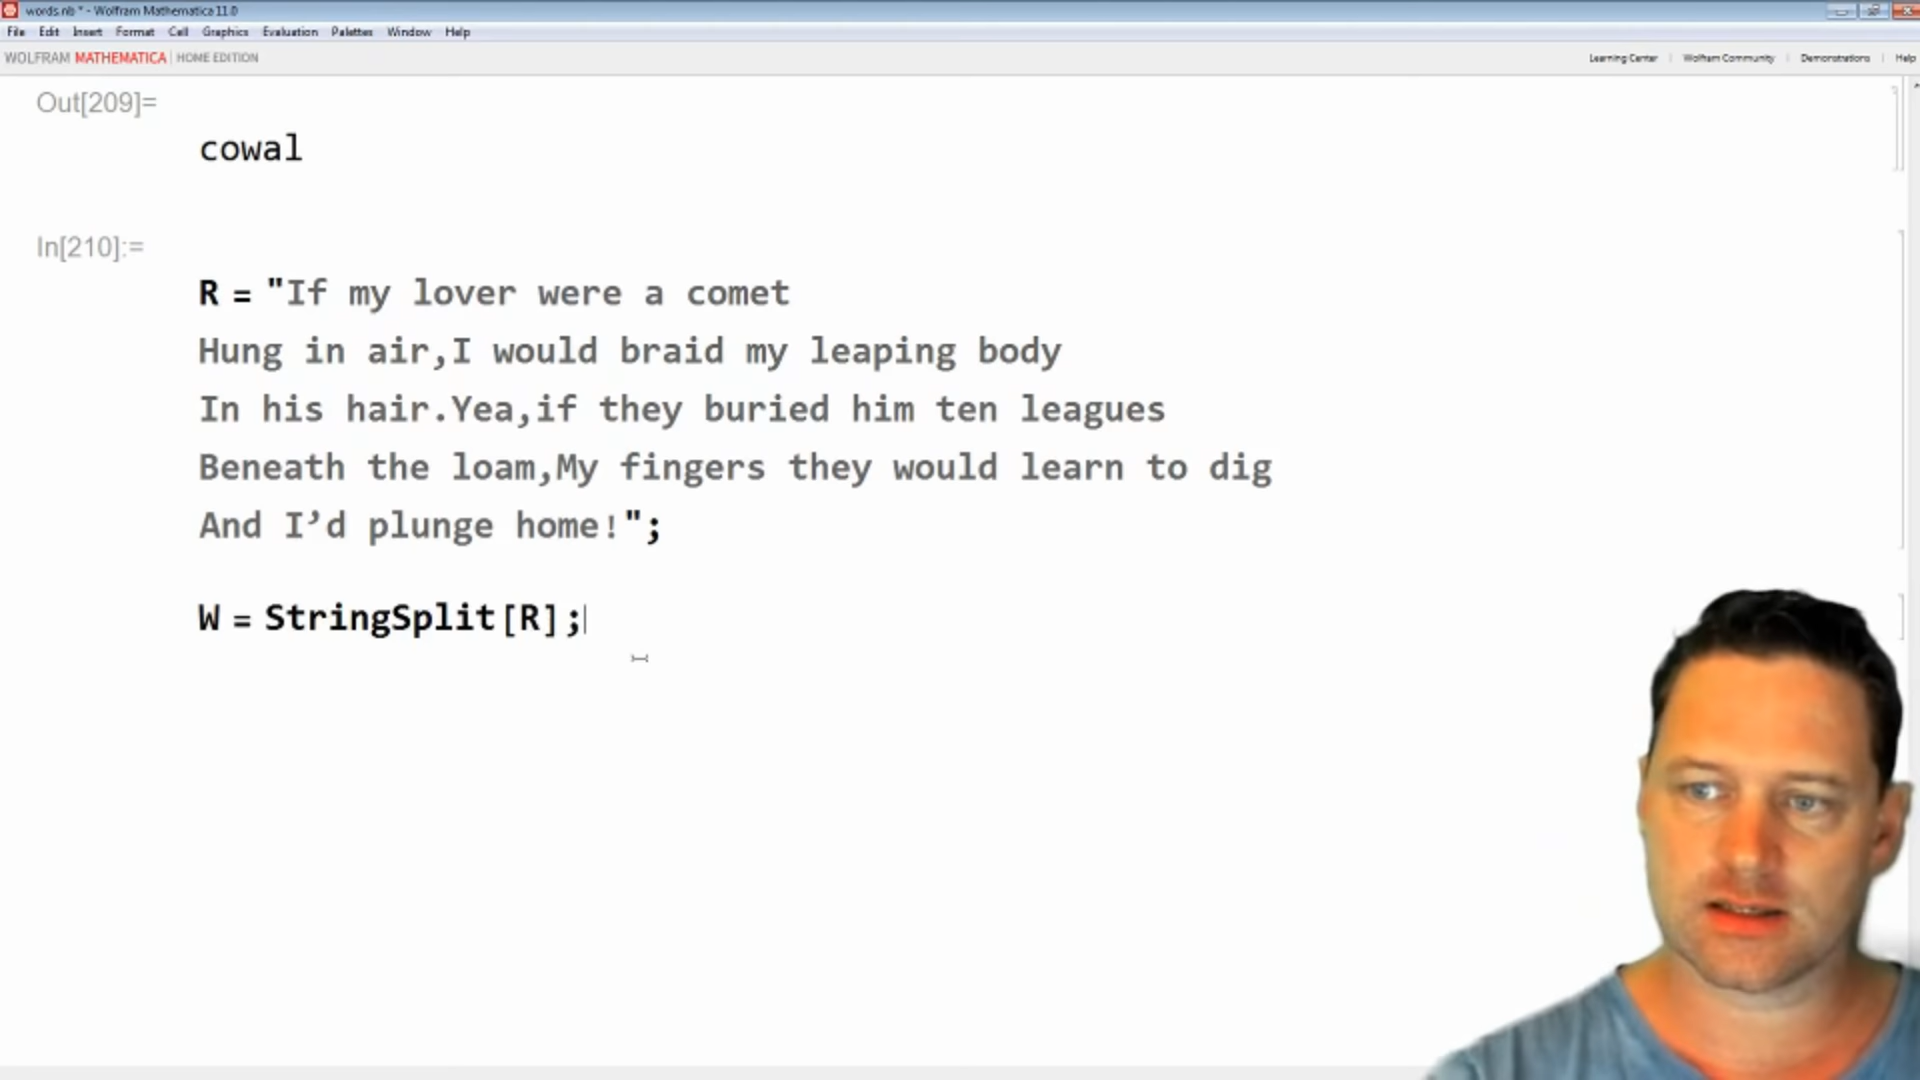 words.nb * - Wolfram Mathematica 11.0
File Edit Insert Format Cell Graphics Evaluation Palettes Window Help
WOLFRAM MATHEMATICA | HOME EDITION Learning Center | Wolfram Community | Demonstrations | Help
Out[209]=
cowal
In[210]:=
R = "If my lover were a comet
Hung in air,I would braid my leaping body
In his hair.Yea,if they buried him ten leagues
Beneath the loam,My fingers they would learn to dig
And I’d plunge home!";
W = StringSplit[R];